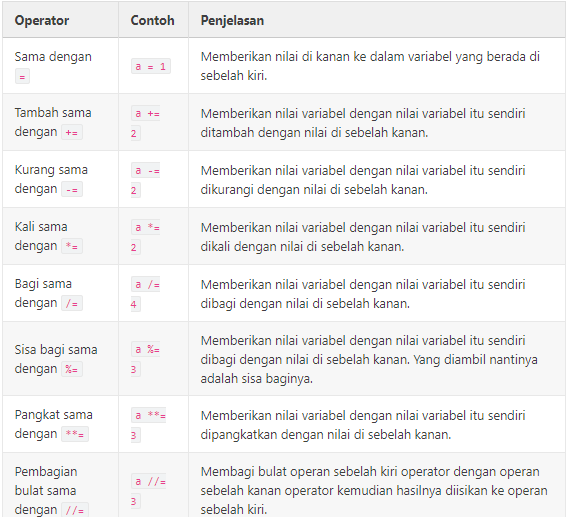 Operator Contoh Penjelasan
Sama dengan
=
a = 1
Memberikan nilai di kanan ke dalam variabel yang berada di
sebelah kiri.
Tambah sama
dengan +=
a +=
2
Memberikan nilai variabel dengan nilai variabel itu sendiri
ditambah dengan nilai di sebelah kanan.
Kurang sama
dengan -=
a -=
2
Memberikan nilai variabel dengan nilai variabel itu sendiri
dikurangi dengan nilai di sebelah kanan.
Kali sama
dengan *=
a *=
2
Memberikan nilai variabel dengan nilai variabel itu sendiri
dikali dengan nilai di sebelah kanan.
Bagi sama
dengan /=
a /=
4
Memberikan nilai variabel dengan nilai variabel itu sendiri
dibagi dengan nilai di sebelah kanan.
Sisa bagi sama
dengan %=
a %=
3
Memberikan nilai variabel dengan nilai variabel itu sendiri
dibagi dengan nilai di sebelah kanan. Yang diambil nantinya
adalah sisa baginya.
Pangkat sama
dengan **=
a **=
3
Memberikan nilai variabel dengan nilai variabel itu sendiri
dipangkatkan dengan nilai di sebelah kanan.
Pembagian
bulat sama
dengan //=
a //=
3
Membagi bulat operan sebelah kiri operator dengan operan
sebelah kanan operator kemudian hasilnya diisikan ke operan
sebelah kiri.